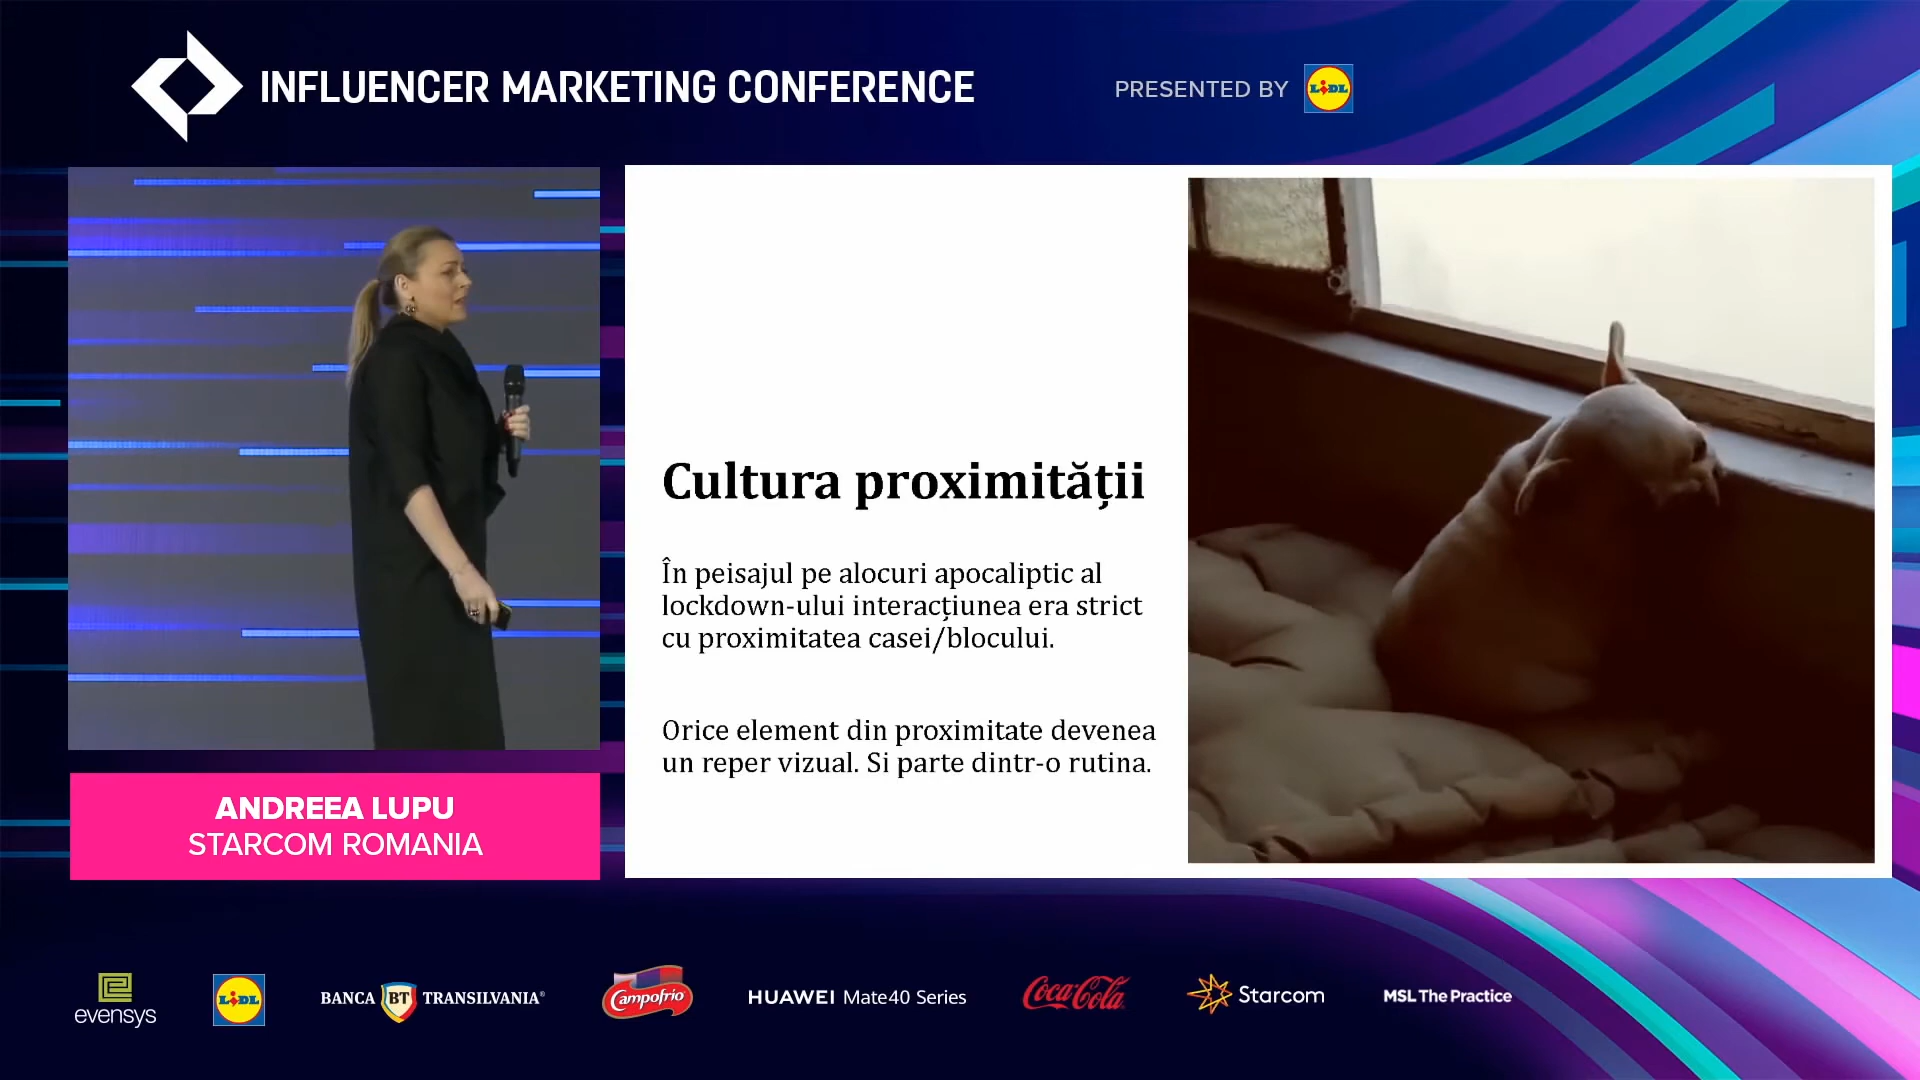 INFLUENCER MARKETING CONFERENCE
PRESENTED BY
LIDL
Cultura proximității
În peisajul pe alocuri apocaliptic al
lockdown-ului interacțiunea era strict
cu proximitatea casei/blocului.
Orice element din proximitate devenea
un reper vizual. Si parte dintr-o rutina.
ANDREEA LUPU
STARCOM ROMANIA
evensys
LIDL
BANCA BT TRANSILVANIA®
Campofrio
HUAWEI Mate40 Series
Coca-Cola
Starcom
MSL The Practice